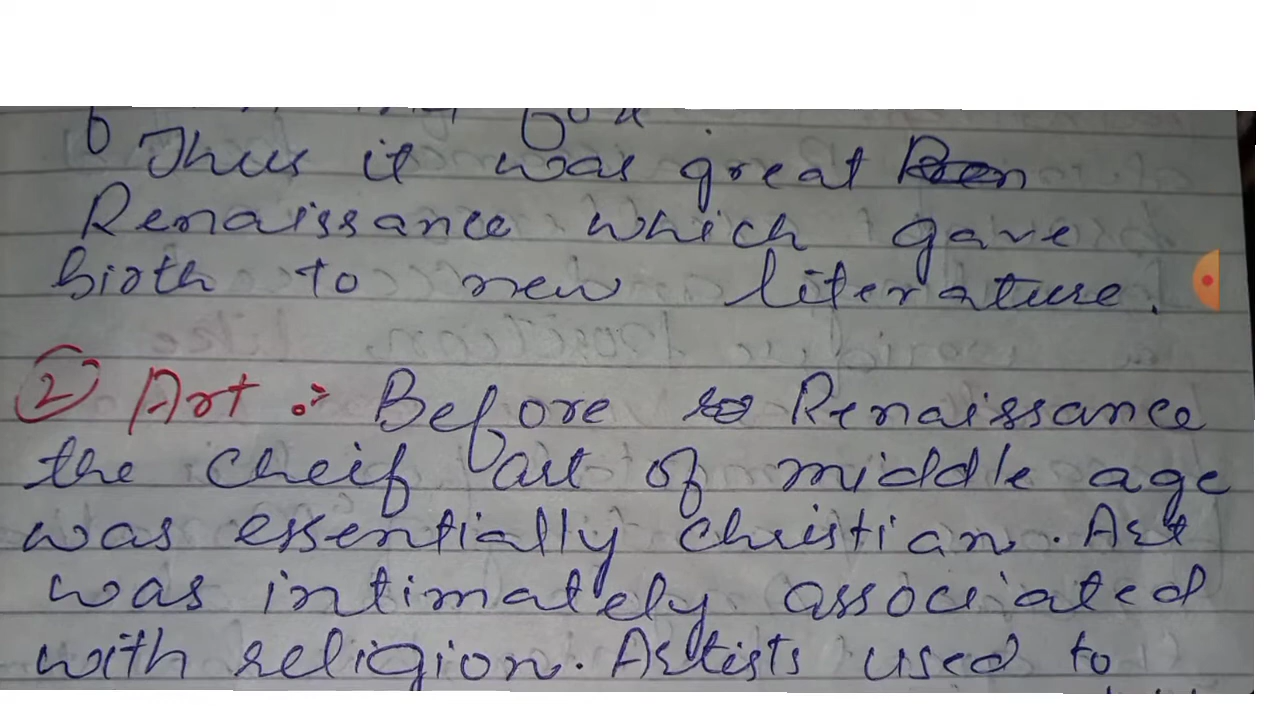 Thus it was great Ren
Renaissance which gave
birth to new literature.
2 Art :- Before Renaissance
the cheif art of middle age
was essentially christian. Art
was intimately associated
with religion. Artists used to